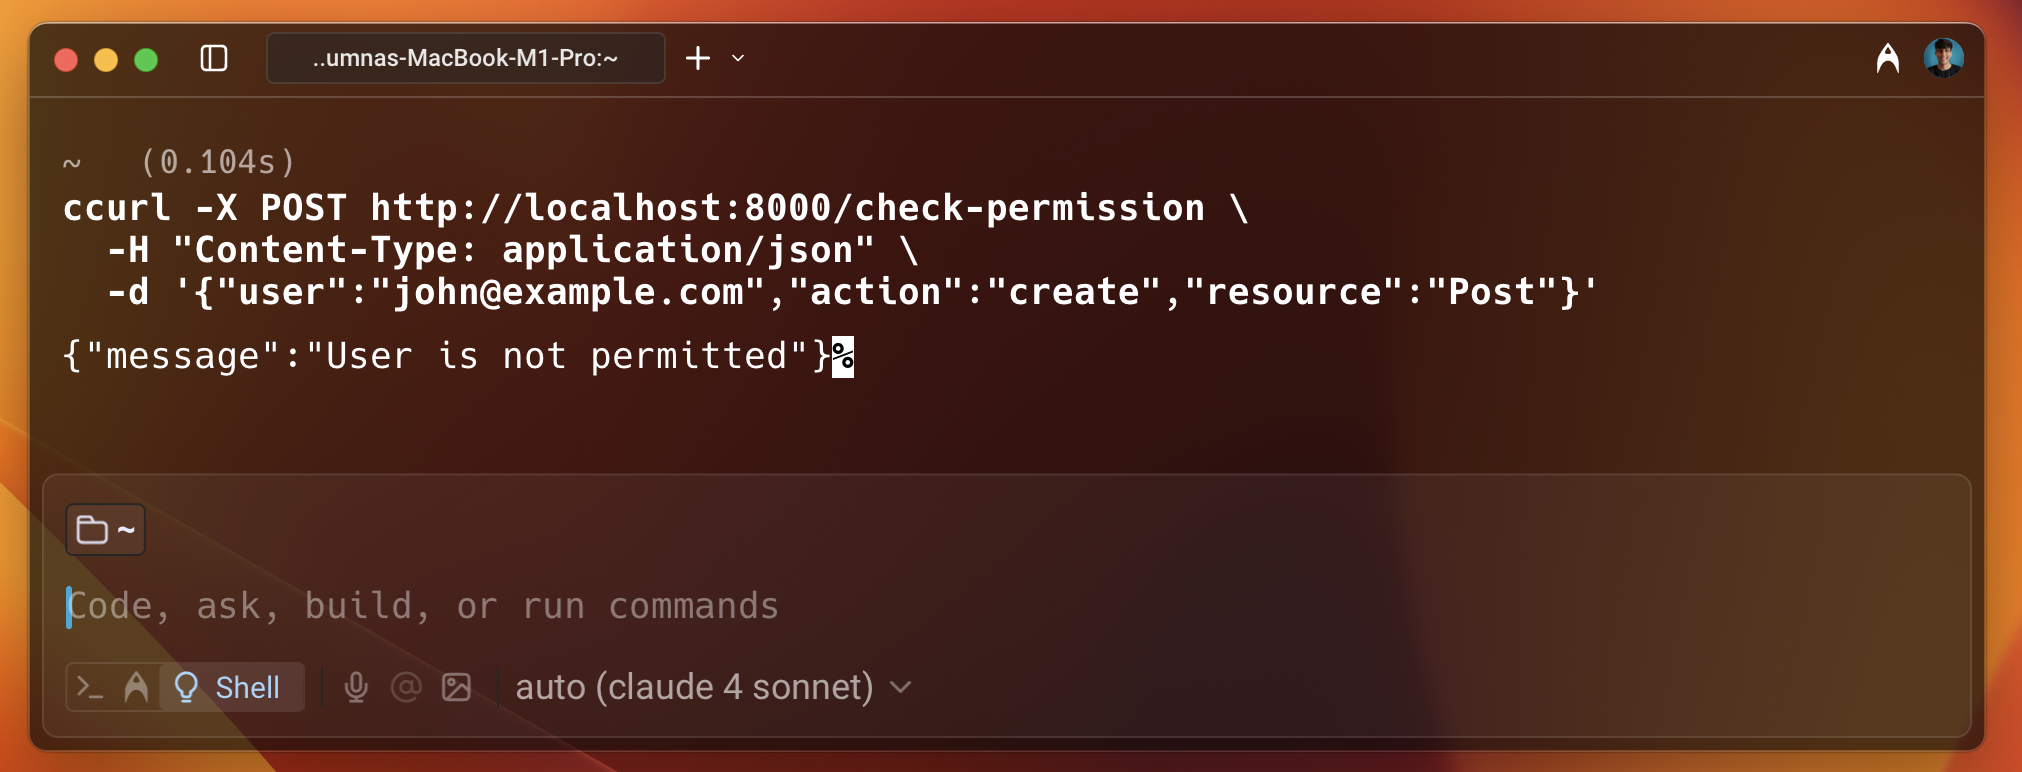 ..umnas-MacBook-M1-Pro:~
~ (0.104s)
ccurl -X POST http://localhost:8000/check-permission \
-H "Content-Type: application/json" \
-d '{"user":"john@example.com","action":"create","resource":"Post"}'
{"message":"User is not permitted"}%
~
Code, ask, build, or run commands
Shell
auto (claude 4 sonnet)